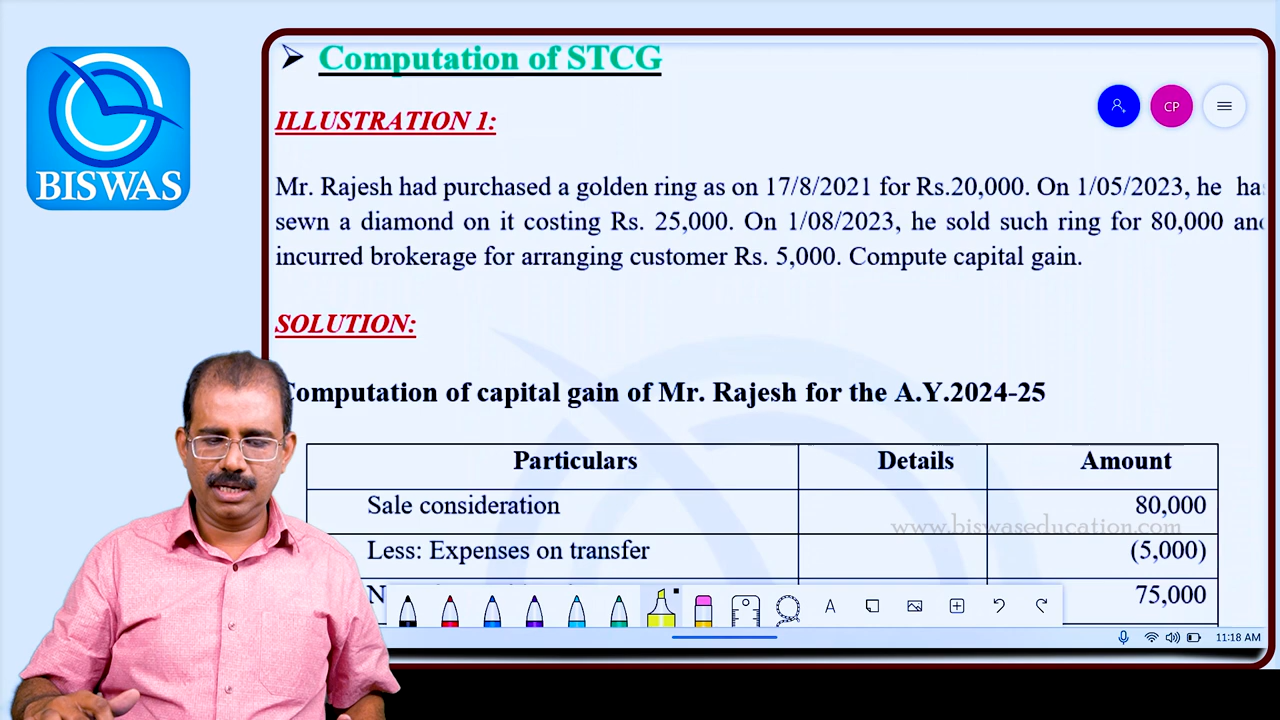 BISWAS
➤ Computation of STCG
CP
ILLUSTRATION 1:
Mr. Rajesh had purchased a golden ring as on 17/8/2021 for Rs.20,000. On 1/05/2023, he
sewn a diamond on it costing Rs. 25,000. On 1/08/2023, he sold such ring for 80,000
incurred brokerage for arranging customer Rs. 5,000. Compute capital gain.
SOLUTION:
Computation of capital gain of Mr. Rajesh for the A.Y.2024-25
Particulars Details Amount
Sale consideration 80,000
www.biswaseducation.com
Less: Expenses on transfer (5,000)
75,000
A
11:18 AM